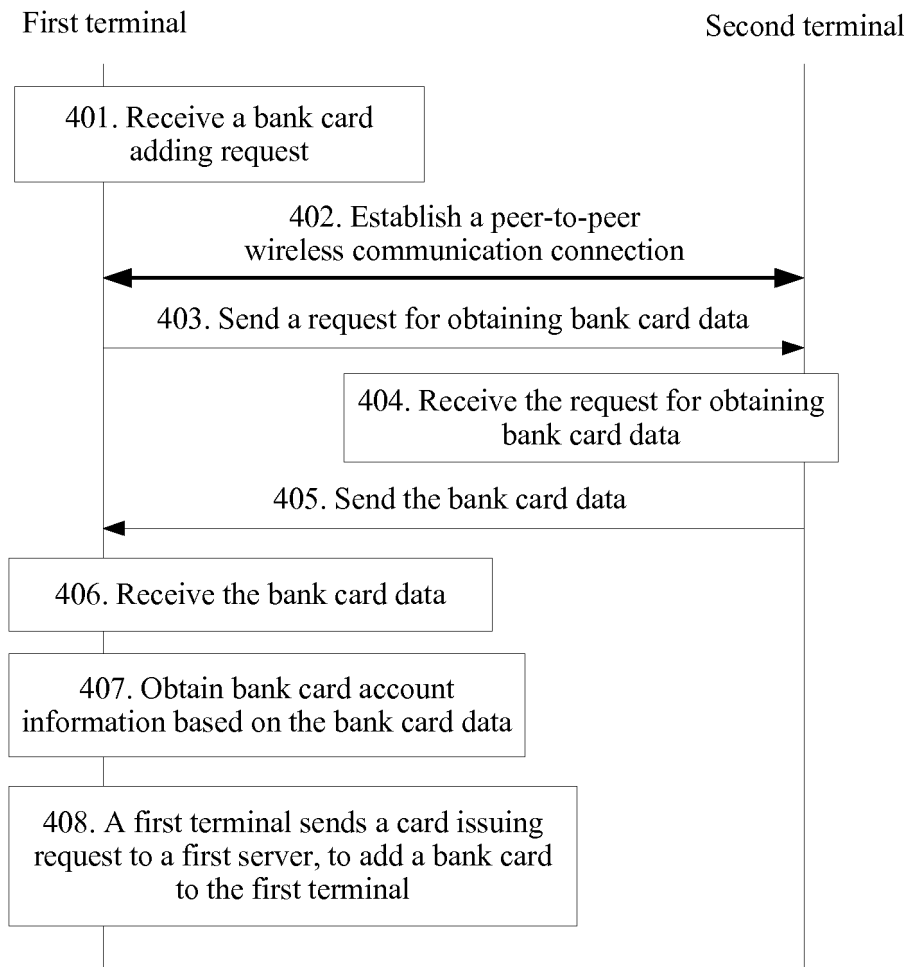 First terminal
Second terminal
401. Receive a bank card
adding request
402. Establish a peer-to-peer
wireless communication connection
403. Send a request for obtaining bank card data
404. Receive the request for obtaining
bank card data
405. Send the bank card data
406. Receive the bank card data
407. Obtain bank card account
information based on the bank card data
408. A first terminal sends a card issuing
request to a first server, to add a bank card
to the first terminal